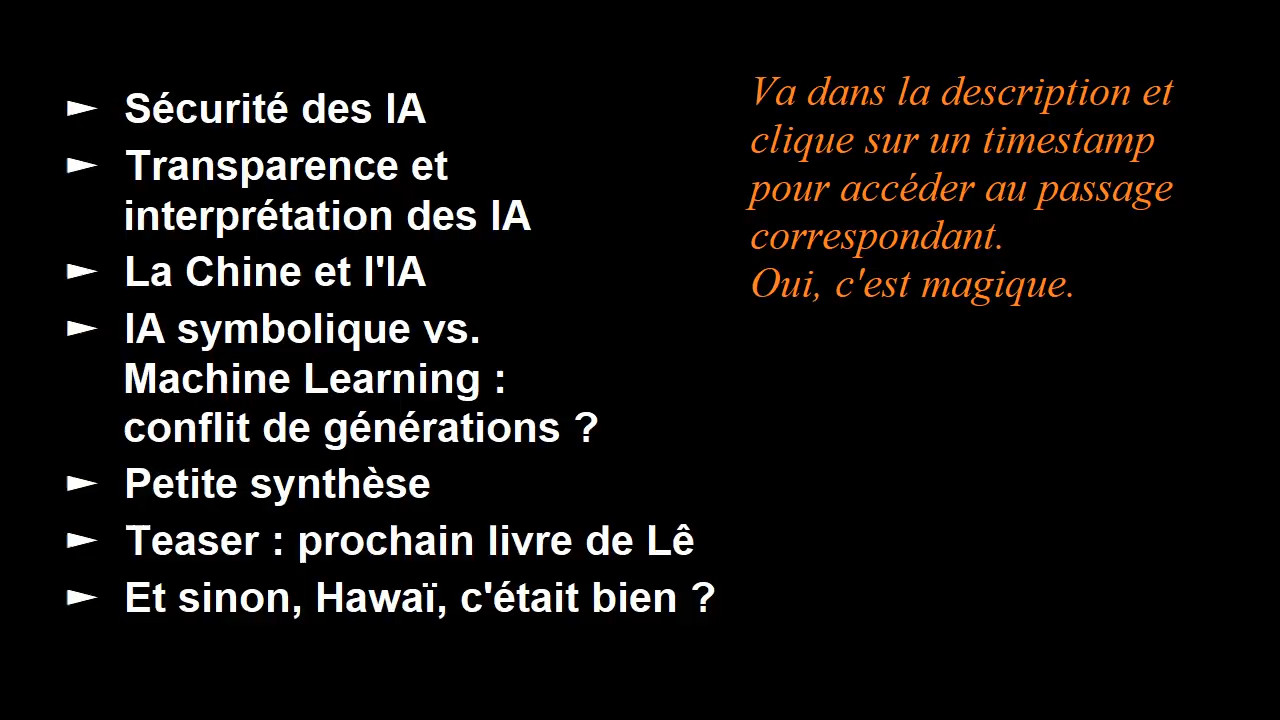 ► Sécurité des IA
► Transparence et
interprétation des IA
► La Chine et l'IA
► IA symbolique vs.
Machine Learning :
conflit de générations ?
► Petite synthèse
► Teaser : prochain livre de Lê
► Et sinon, Hawaï, c'était bien ?
Va dans la description et
clique sur un timestamp
pour accéder au passage
correspondant.
Oui, c'est magique.